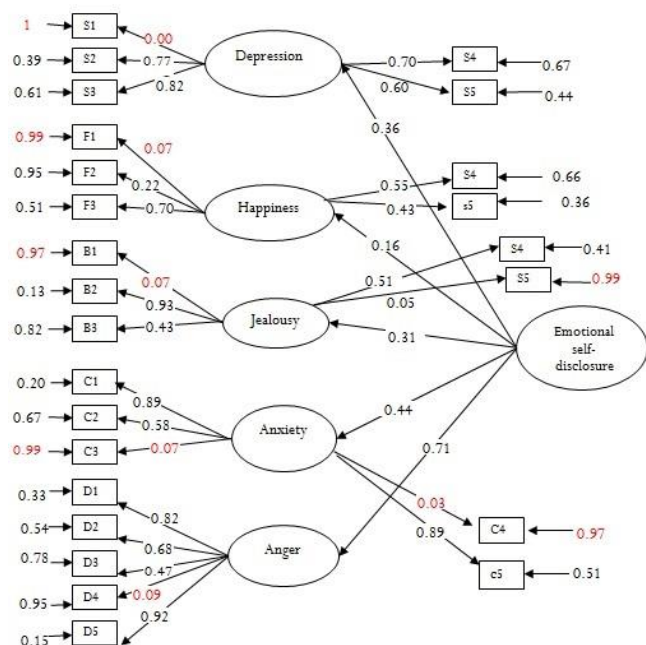 1 S1 0.00
0.39 S2 0.77
0.61 S3 0.82
Depression
0.70 S4 0.67
0.60 S5 0.44
0.36
0.99 F1 0.07
0.95 F2 0.22
0.51 F3 0.70
Happiness
0.55 S4 0.66
0.43 s5 0.36
0.16
0.97 B1 0.07
0.13 B2 0.93
0.82 B3 0.43
Jealousy
0.51 S4 0.41
0.05 S5 0.99
0.31
Emotional
self-
disclosure
0.20 C1 0.89
0.67 C2 0.58
0.99 C3 0.07
Anxiety
0.44
0.71
0.03 C4 0.97
0.89 c5 0.51
0.33 D1 0.82
0.54 D2 0.68
0.78 D3 0.47
0.95 D4 0.09
0.15 D5 0.92
Anger